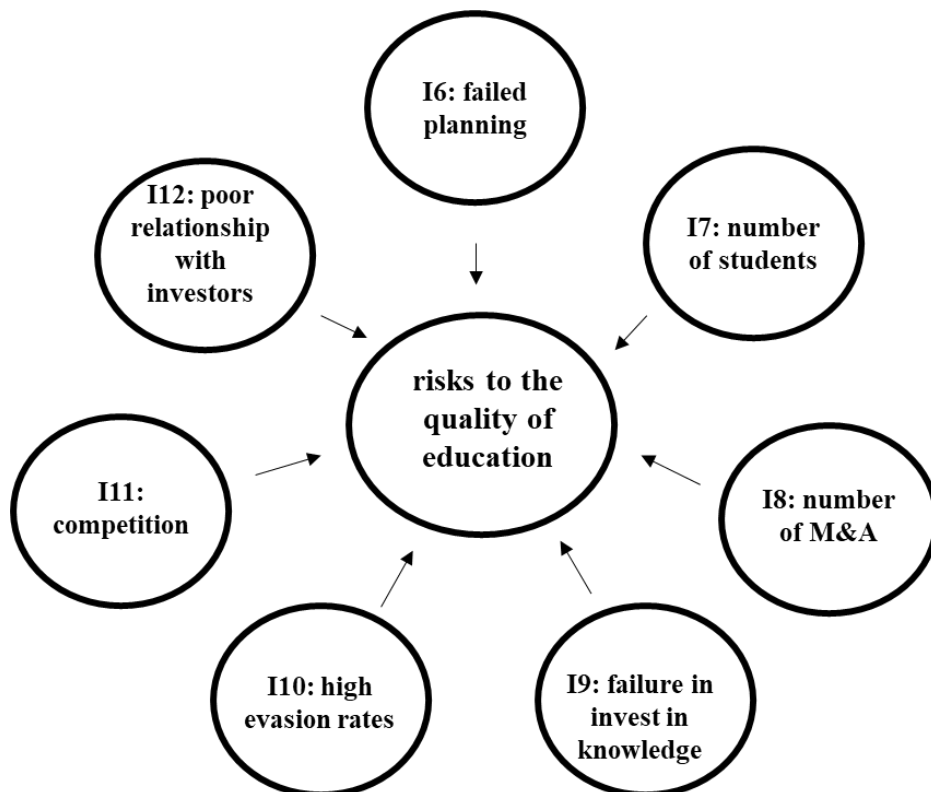 I6: failed
planning
I7: number
of students
I8: number
of M&A
I9: failure in
invest in
knowledge
I10: high
evasion rates
I11:
competition
I12: poor
relationship
with
investors
risks to the
quality of
education